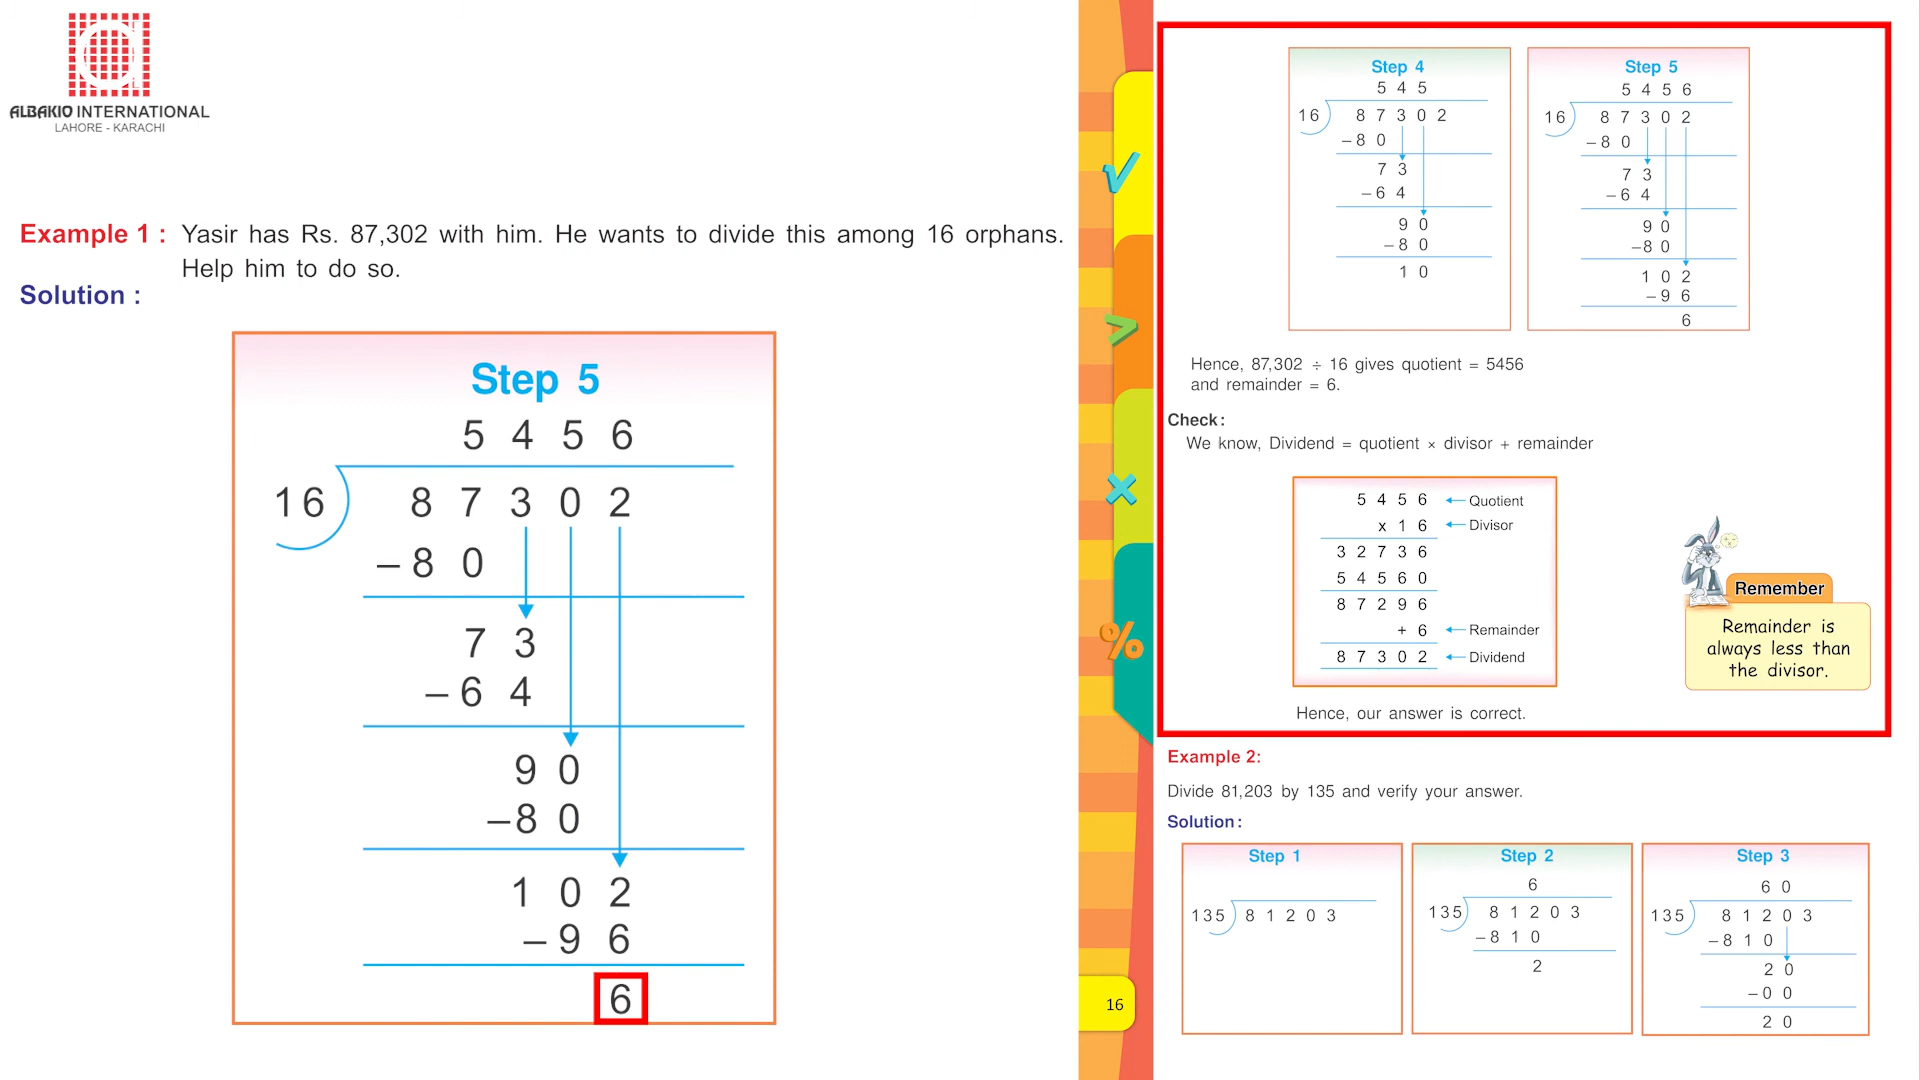 ALBAKIO INTERNATIONAL
LAHORE - KARACHI
Example 1 : Yasir has Rs. 87,302 with him. He wants to divide this among 16 orphans.
Help him to do so.
Solution :
Step 5
5 4 5 6
16 8 7 3 0 2
– 8 0
7 3
– 6 4
9 0
– 8 0
1 0 2
– 9 6
6
√
>
×
%
16
Step 4
5 4 5
16 8 7 3 0 2
– 8 0
7 3
– 6 4
9 0
– 8 0
1 0
Step 5
5 4 5 6
16 8 7 3 0 2
– 8 0
7 3
– 6 4
9 0
– 8 0
1 0 2
– 9 6
6
Hence, 87,302 ÷ 16 gives quotient = 5456
and remainder = 6.
Check:
We know, Dividend = quotient × divisor + remainder
5 4 5 6 Quotient
x 1 6 Divisor
3 2 7 3 6
5 4 5 6 0
8 7 2 9 6
+ 6 Remainder
8 7 3 0 2 Dividend
Hence, our answer is correct.
Remember
Remainder is
always less than
the divisor.
Example 2:
Divide 81,203 by 135 and verify your answer.
Solution:
Step 1
135 8 1 2 0 3
Step 2
6
135 8 1 2 0 3
– 8 1 0
2
Step 3
6 0
135 8 1 2 0 3
– 8 1 0
2 0
– 0 0
2 0